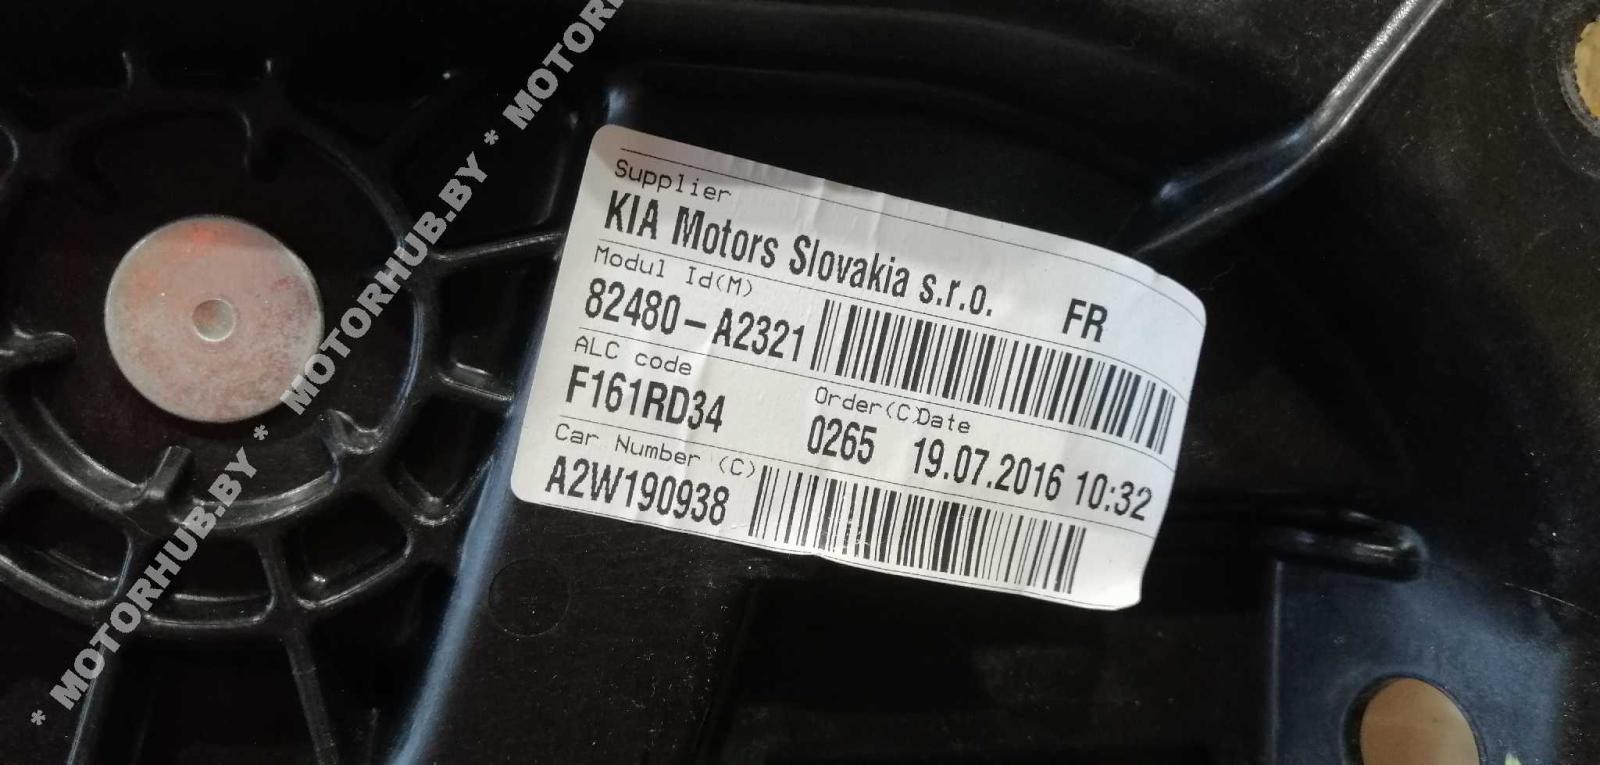 Supplier
KIA Motors Slovakia s.r.o. FR
Modul Id(M)
82480-A2321
ALC code Order(C)Date
F161RD34 0265 19.07.2016 10:32
Car Number (C)
A2W190938
* MOTORHUB.BY * MOTORHUB.BY * MOTORHUB.BY * MOTORH